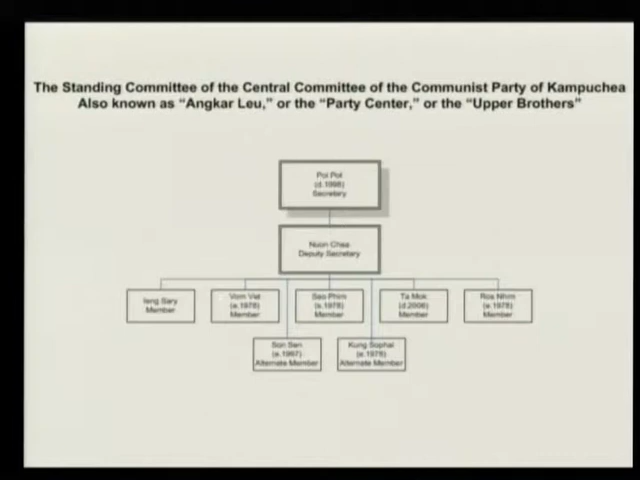 The Standing Committee of the Central Committee of the Communist Party of Kampuchea
Also known as "Angkar Leu," or the "Party Center," or the "Upper Brothers"
Pol Pot
(d.1998)
Secretary
Nuon Chea
Deputy Secretary
Ieng Sary
Member
Vorn Vet
(e.1978)
Member
Sao Phim
(s.1978)
Member
Ta Mok
(d.2006)
Member
Ros Nhim
(e.1978)
Member
Son Sen
(e.1997)
Alternate Member
Kung Sophal
(e.1978)
Alternate Member